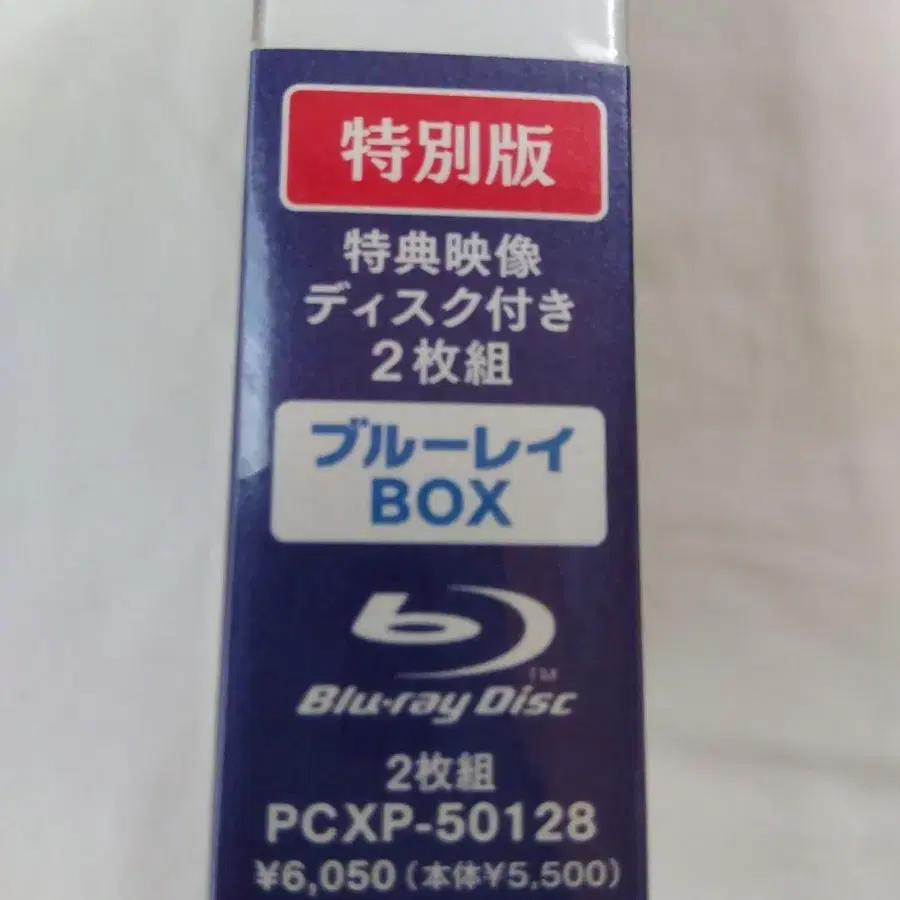 特別版
特典映像
ディスク付き
2枚組
ブルーレイ
BOX
b
TM
Blu-ray Disc
2枚組
PCXP-50128
¥6,050(本体¥5,500)